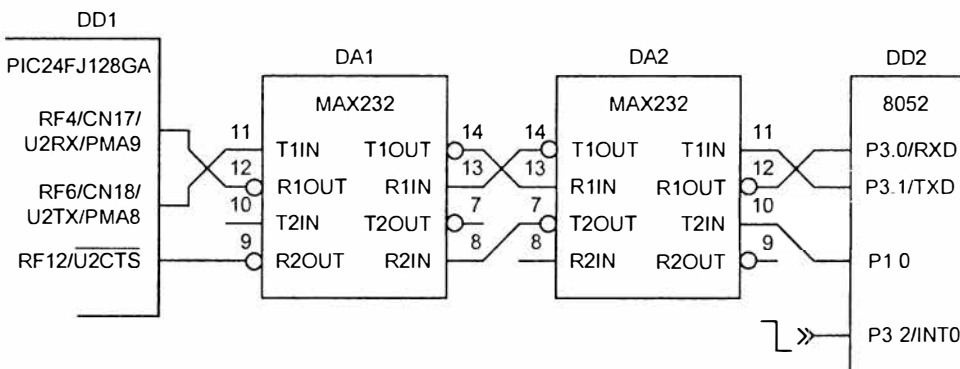 DD1
PIC24FJ128GA
RF4/CN17/
U2RX/PMA9
RF6/CN18/
U2TX/PMA8
RF12/U2CTS
DA1
MAX232
11 T1IN T1OUT 14
12 R1OUT R1IN 13
10 T2IN T2OUT 7
9 R2OUT R2IN 8
DA2
MAX232
14 T1OUT T1IN 11
13 R1IN R1OUT 12
7 T2OUT T2IN 10
8 R2IN R2OUT 9
DD2
8052
P3.0/RXD
P3.1/TXD
P1 0
P3 2/INT0